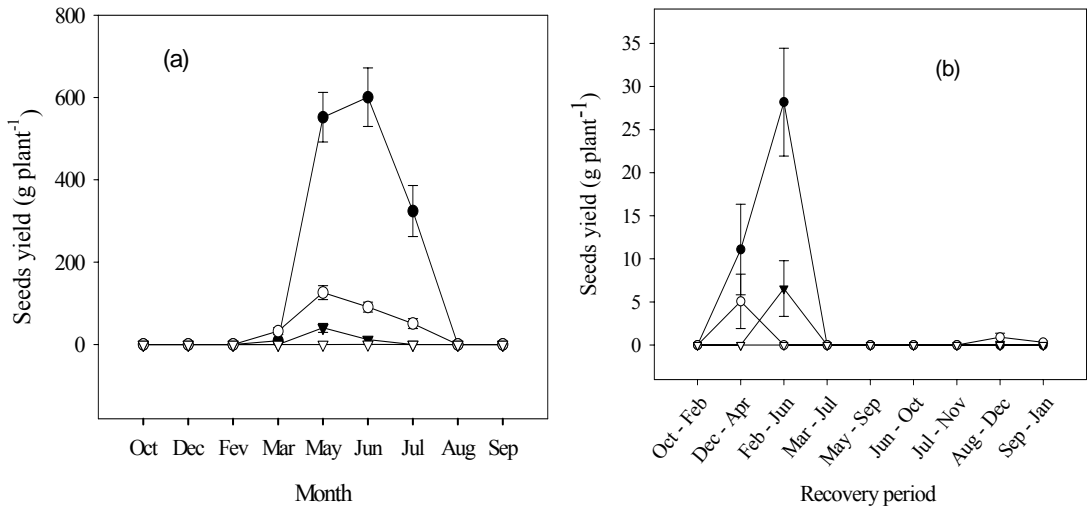 (a)
Seeds yield (g plant-1)
800
600
400
200
0
Oct Dec Fev Mar May Jun Jul Aug Sep
Month
(b)
Seeds yield (g plant-1)
35
30
25
20
15
10
5
0
Oct - Feb
Dec - Apr
Feb - Jun
Mar - Jul
May - Sep
Jun - Oct
Jul - Nov
Aug - Dec
Sep - Jan
Recovery period